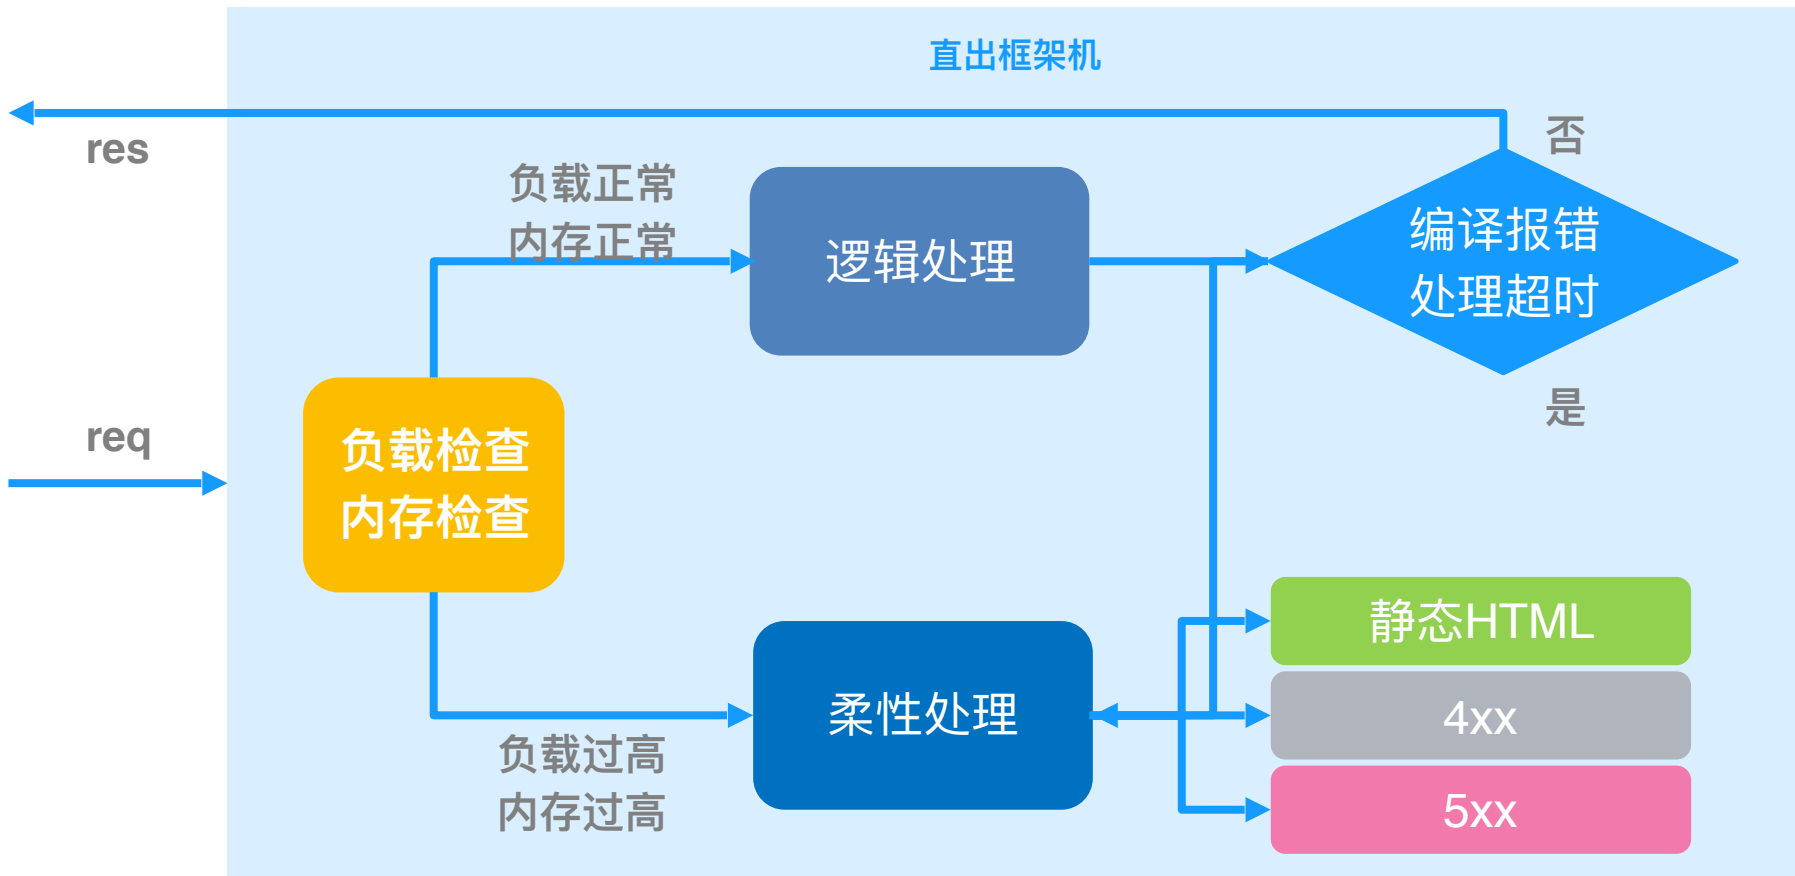 直出框架机
res
否
负载正常
内存正常
逻辑处理
编译报错
处理超时
是
req
负载检查
内存检查
柔性处理
负载过高
内存过高
静态HTML
4xx
5xx